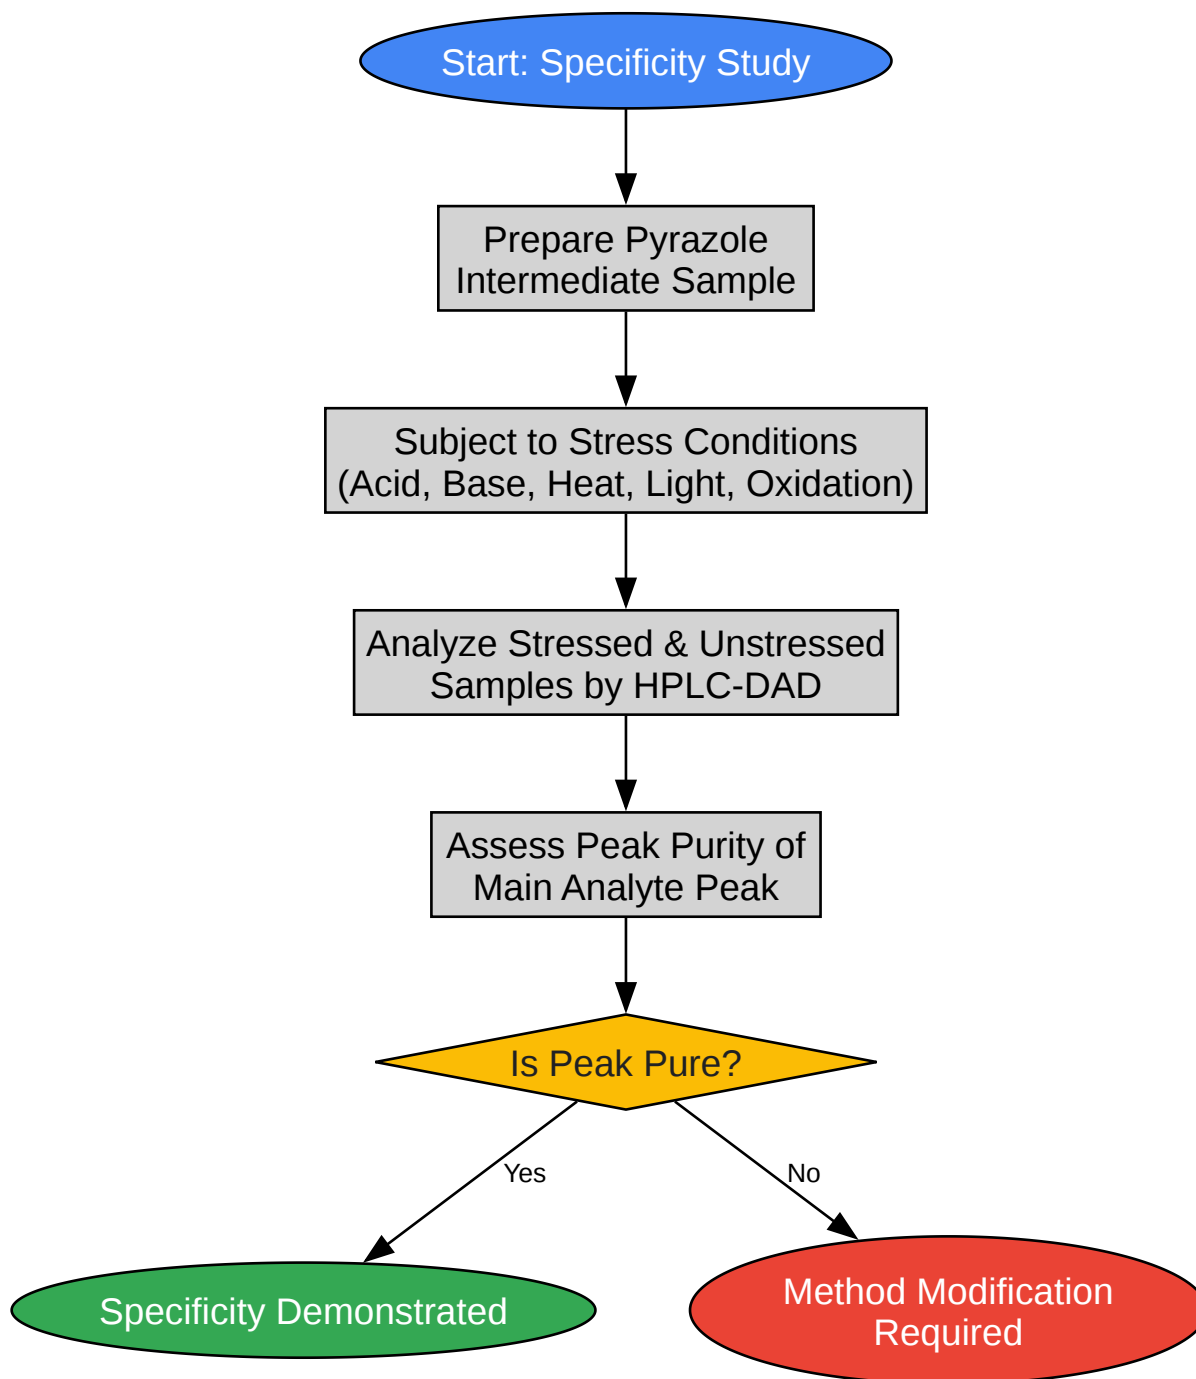 Start: Specificity Study
Prepare Pyrazole
Intermediate Sample
Subject to Stress Conditions
(Acid, Base, Heat, Light, Oxidation)
Analyze Stressed & Unstressed
Samples by HPLC-DAD
Assess Peak Purity of
Main Analyte Peak
Is Peak Pure?
Yes
No
Specificity Demonstrated
Method Modification
Required